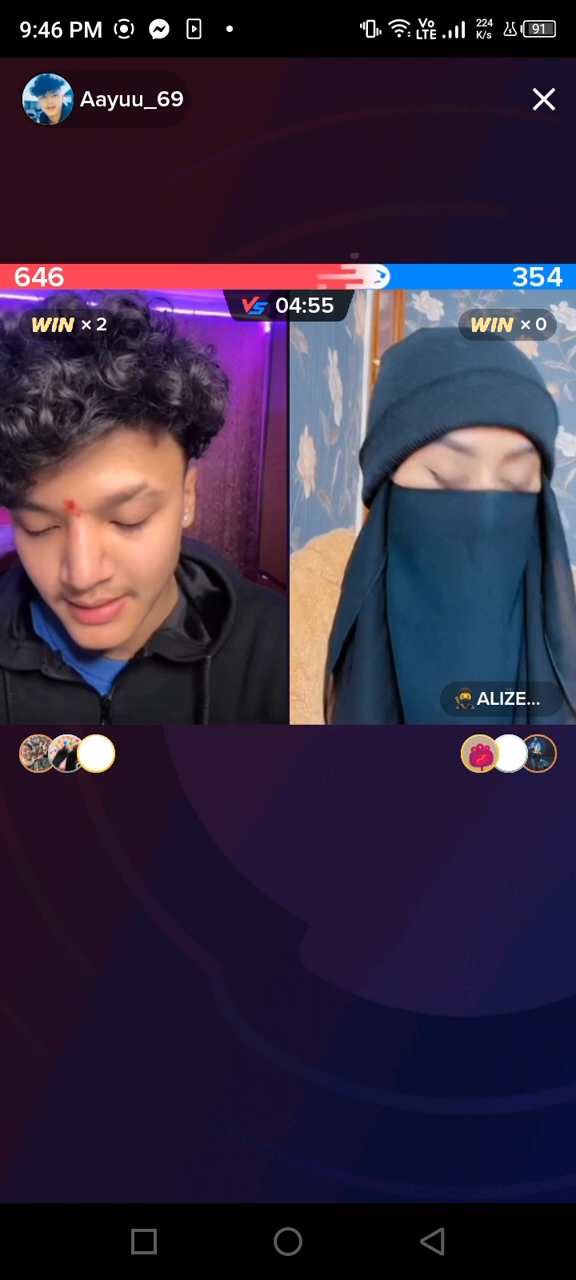 9:46 PM
Vo LTE
224 K/s
91
Aayuu_69
646
354
VS 04:55
WIN × 2
WIN × 0
ALIZE...